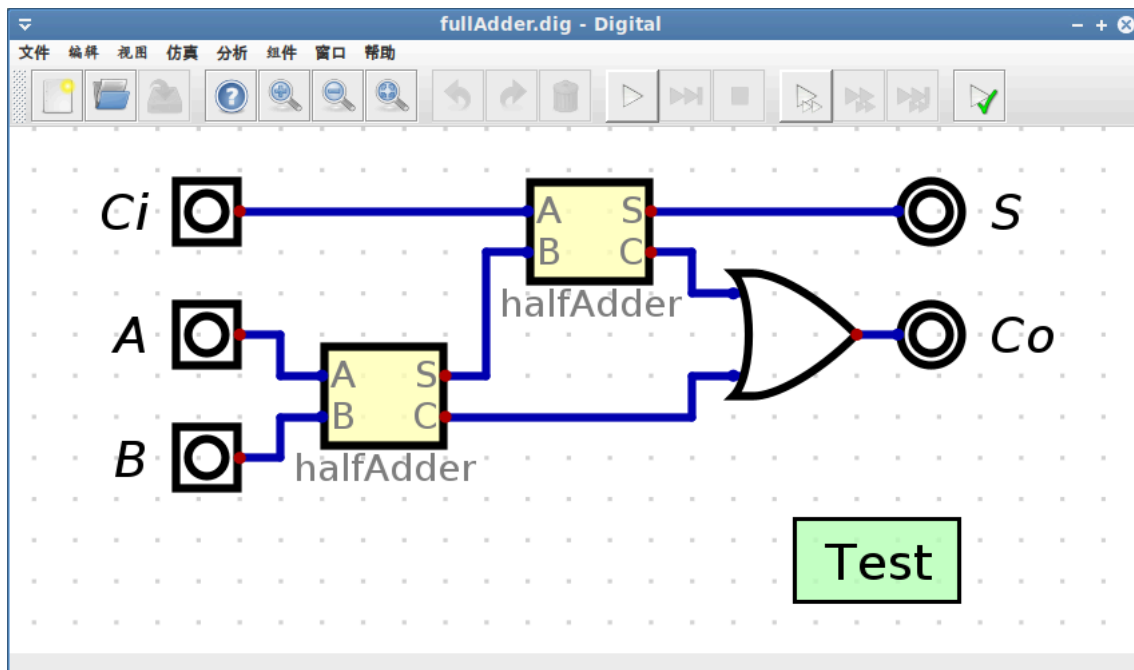 fullAdder.dig - Digital
文件 编辑 视图 仿真 分析 组件 窗口 帮助
Ci
A S
S
B C
halfAdder
A
Co
A S
B C
B
halfAdder
Test